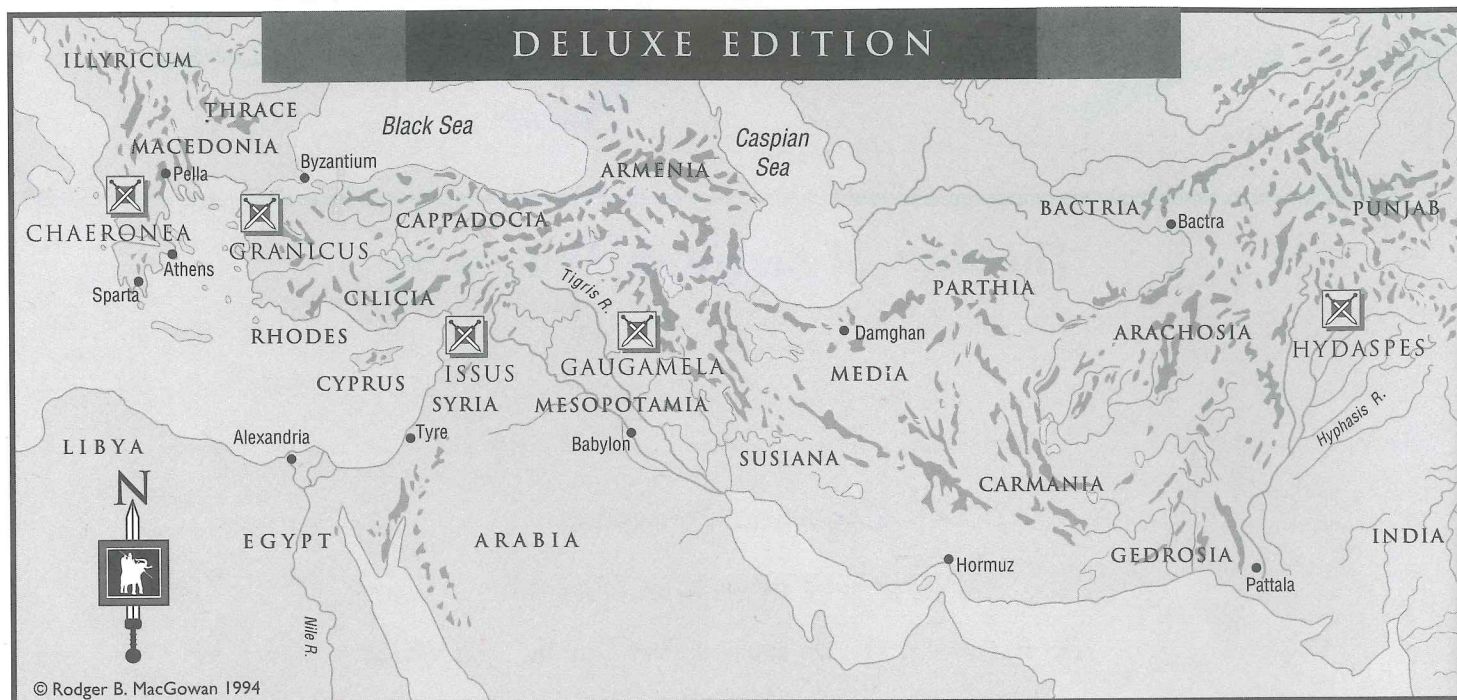 DELUXE EDITION
ILLYRICUM
THRACE
Black Sea
Caspian
Sea
MACEDONIA
Byzantium
Pella
ARMENIA
CHAERONEA
GRANICUS
CAPPADOCIA
BACTRIA
Bactra
PUNJAB
Athens
Sparta
CILICIA
Tigris R.
PARTHIA
RHODES
Damghan
ARACHOSIA
HYDASPES
CYPRUS
ISSUS
GAUGAMELA
MEDIA
SYRIA
MESOPOTAMIA
Hyphasis R.
LIBYA
Alexandria
Tyre
Babylon
SUSIANA
CARMANIA
N
EGYPT
ARABIA
Hormuz
GEDROSIA
Pattala
INDIA
Nile R.
© Rodger B. MacGowan 1994